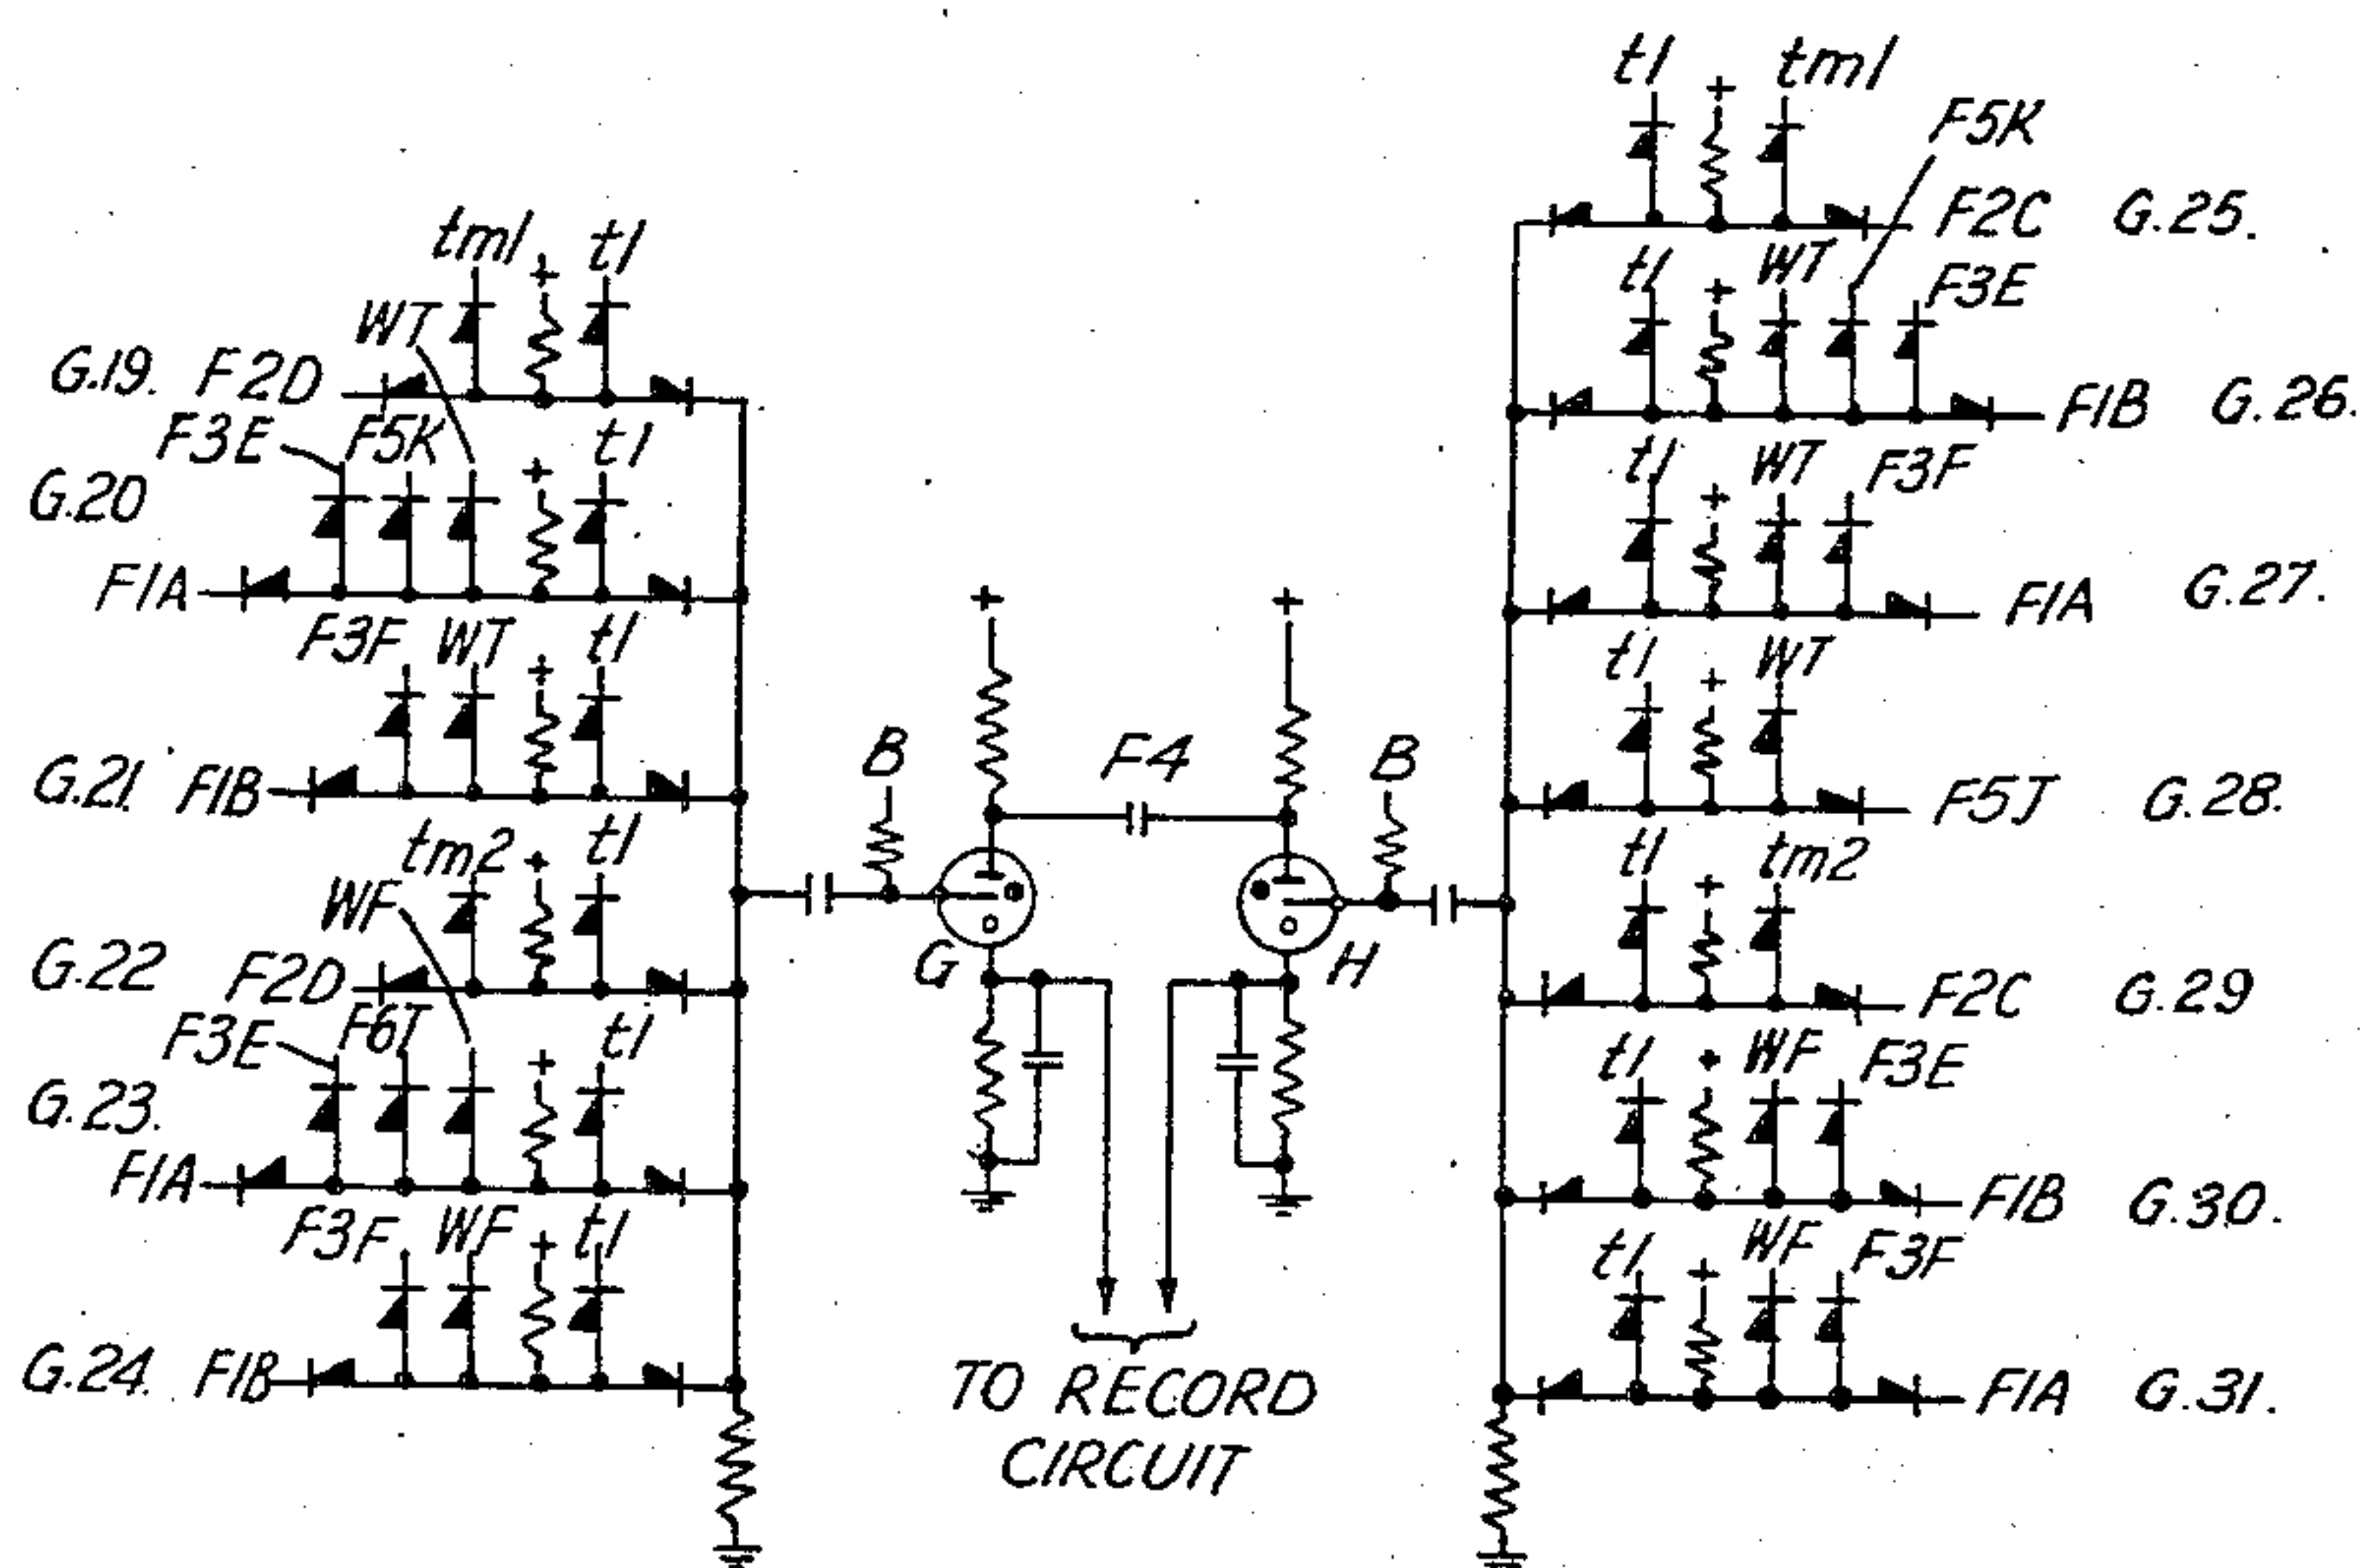 tm1 + t1
WT
G.19. F2D
F3E F5K + t1
G.20
F1A
F3F WT + t1
G.21. F1B
tm2 + t1
WF
G.22 F2D
F3E F6J + t1
G.23.
F1A
F3F WF + t1
G.24. F1B
+ +
B F4 B
G H
TO RECORD
CIRCUIT
t1 + tm1
F5K
F2C G.25.
t1 + WT F3E
F1B G.26.
t1 + WT F3F
F1A G.27.
t1 + WT
F5J G.28.
t1 + tm2
F2C G.29
t1 + WF F3E
F1B G.30.
t1 + WF F3F
F1A G.31.